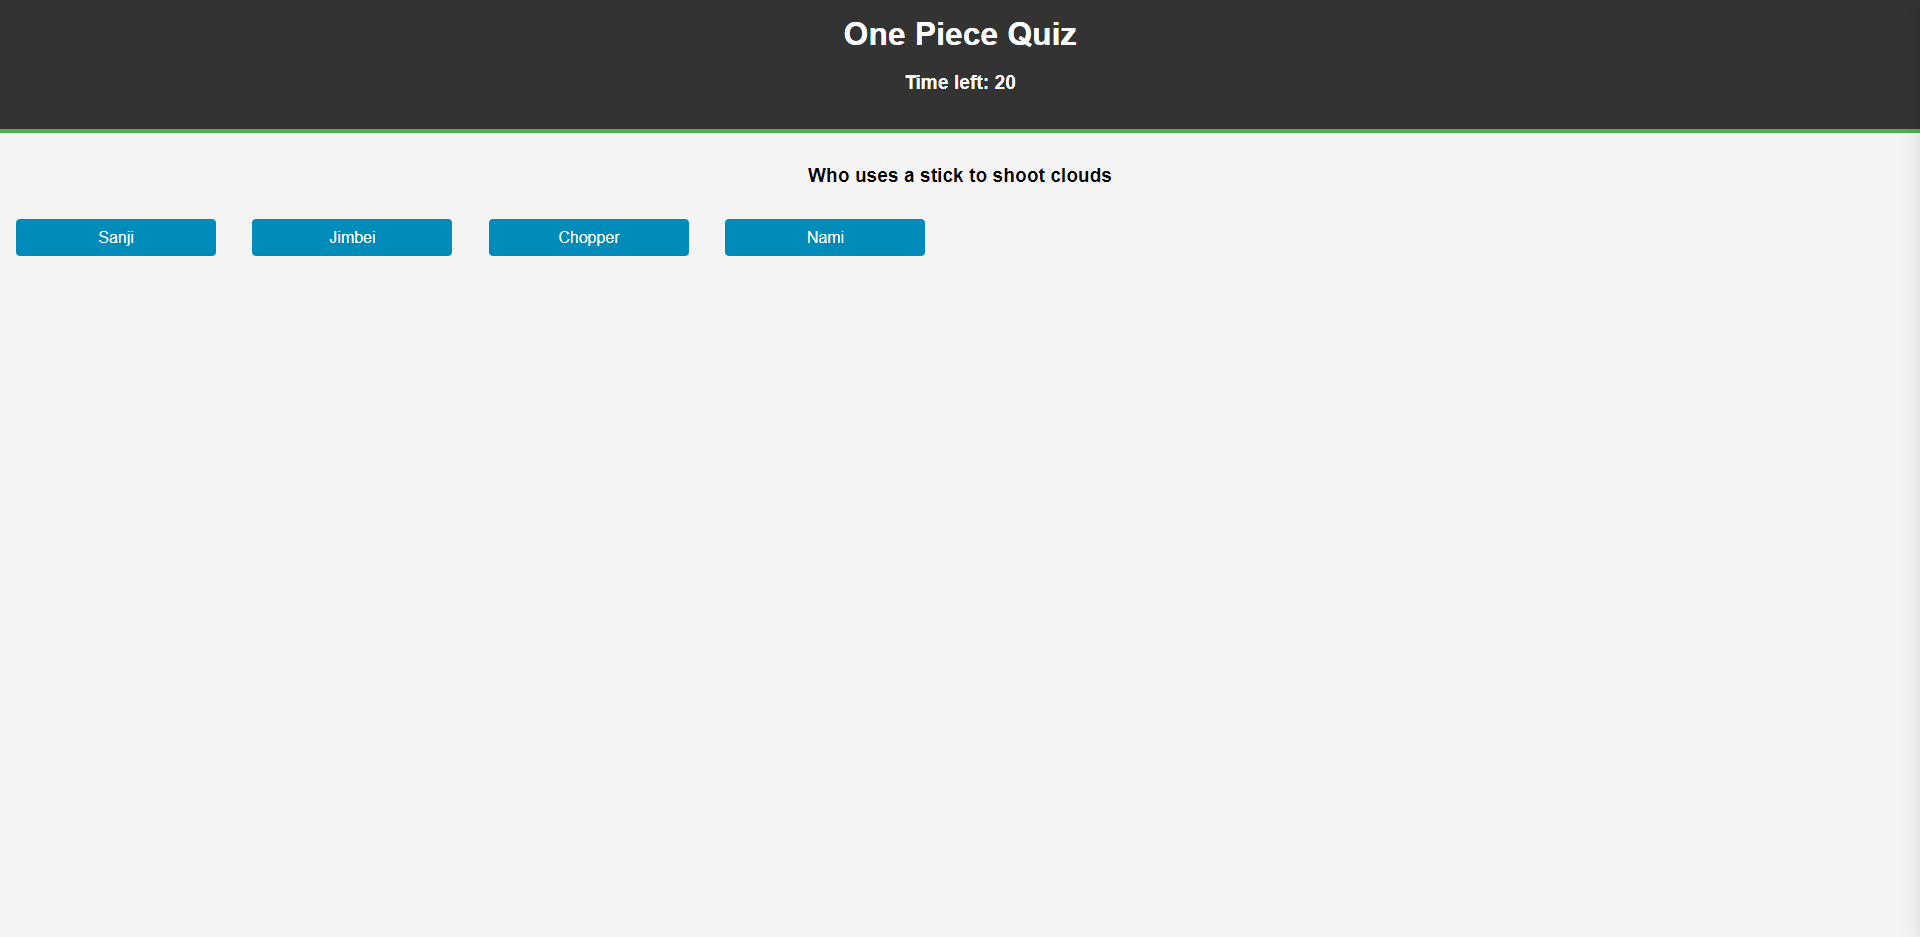 One Piece Quiz
Time left: 20
Who uses a stick to shoot clouds
Sanji
Jimbei
Chopper
Nami